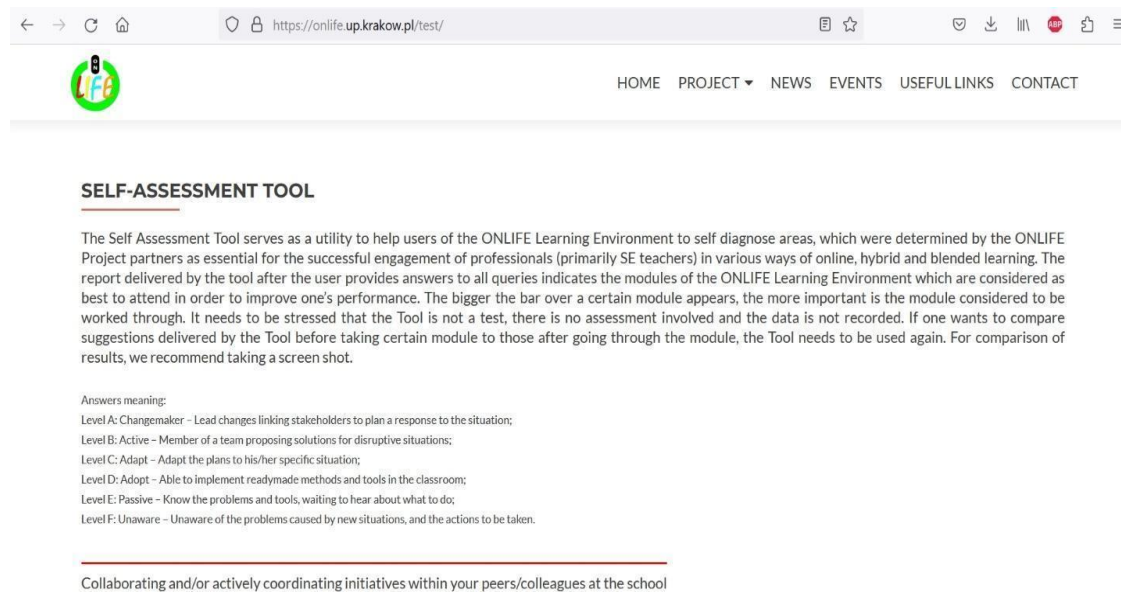 https://onlife.up.krakow.pl/test/
ABP
ON
LIFE
HOME PROJECT NEWS EVENTS USEFUL LINKS CONTACT
SELF-ASSESSMENT TOOL
The Self Assessment Tool serves as a utility to help users of the ONLIFE Learning Environment to self diagnose areas, which were determined by the ONLIFE
Project partners as essential for the successful engagement of professionals (primarily SE teachers) in various ways of online, hybrid and blended learning. The
report delivered by the tool after the user provides answers to all queries indicates the modules of the ONLIFE Learning Environment which are considered as
best to attend in order to improve one's performance. The bigger the bar over a certain module appears, the more important is the module considered to be
worked through. It needs to be stressed that the Tool is not a test, there is no assessment involved and the data is not recorded. If one wants to compare
suggestions delivered by the Tool before taking certain module to those after going through the module, the Tool needs to be used again. For comparison of
results, we recommend taking a screen shot.
Answers meaning:
Level A: Changemaker – Lead changes linking stakeholders to plan a response to the situation;
Level B: Active – Member of a team proposing solutions for disruptive situations;
Level C: Adapt – Adapt the plans to his/her specific situation;
Level D: Adopt – Able to implement readymade methods and tools in the classroom;
Level E: Passive – Know the problems and tools, waiting to hear about what to do;
Level F: Unaware – Unaware of the problems caused by new situations, and the actions to be taken.
Collaborating and/or actively coordinating initiatives within your peers/colleagues at the school